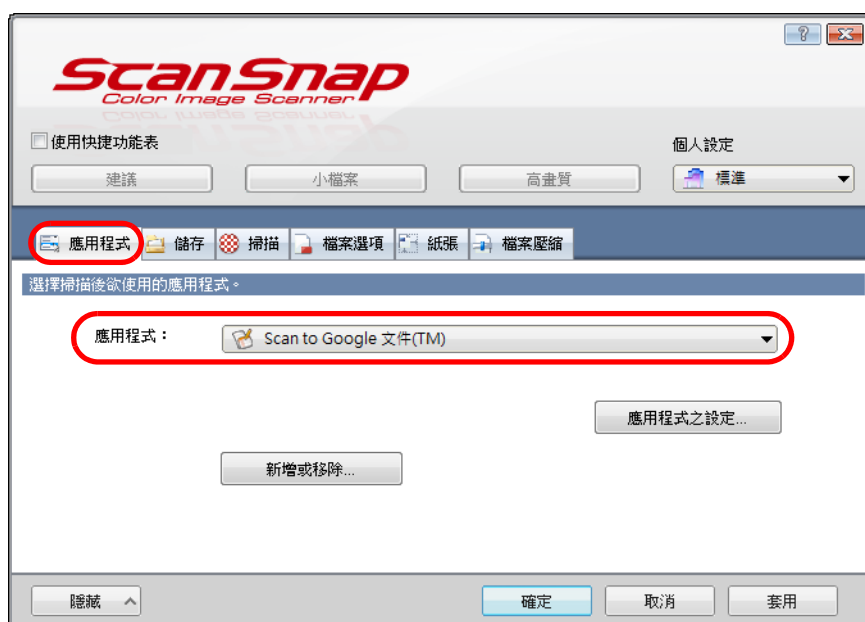 ScanSnap
Color Image Scanner
使用快捷功能表
個人設定
建議 小檔案 高畫質 標準
應用程式 儲存 掃描 檔案選項 紙張 檔案壓縮
選擇掃描後欲使用的應用程式。
應用程式： Scan to Google 文件(TM)
應用程式之設定...
新增或移除...
隱藏 確定 取消 套用